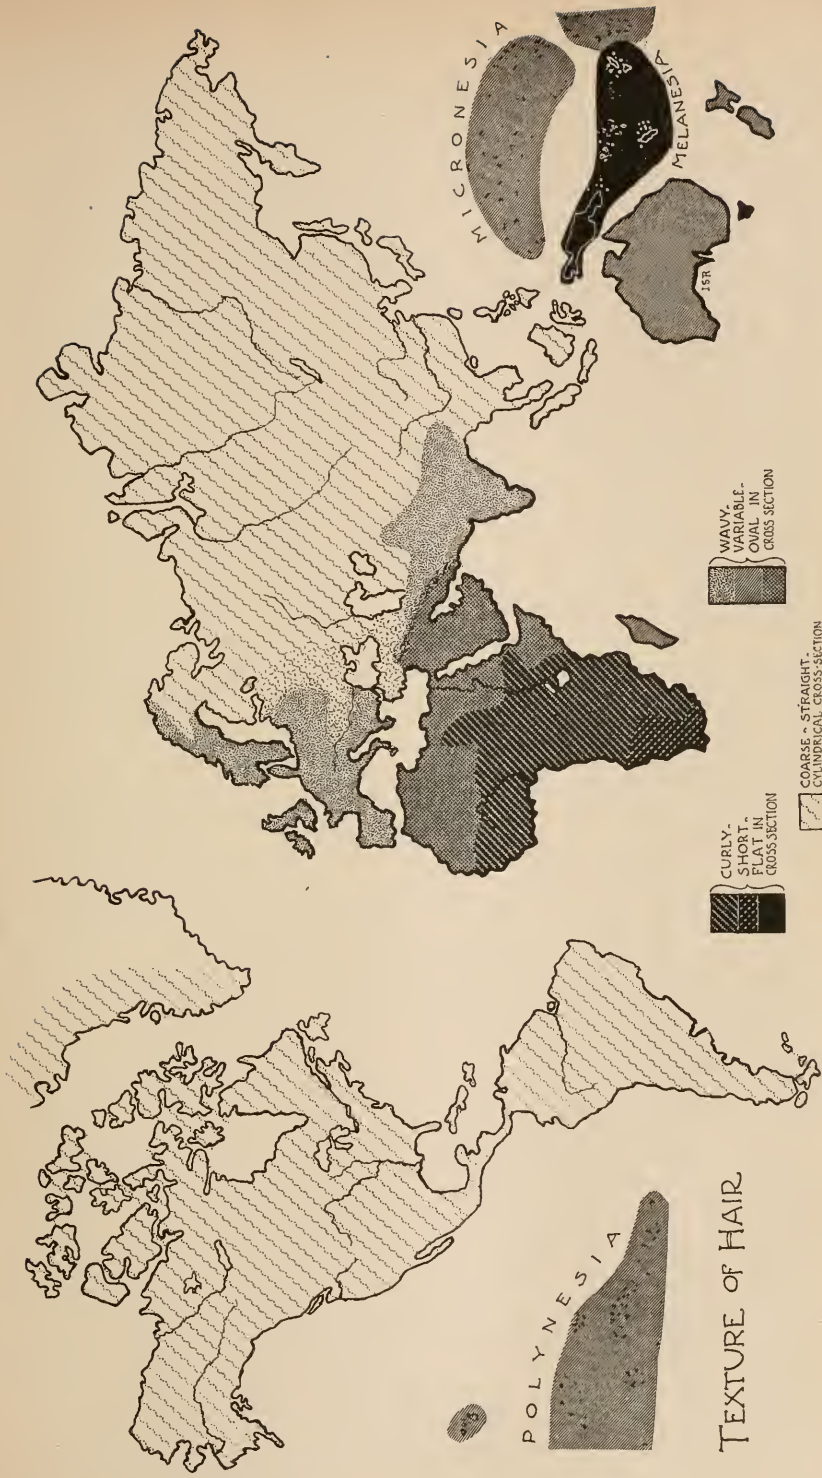 MICRONESIA
MELANESIA
ISR
POLYNESIA
TEXTURE OF HAIR
CURLY-
SHORT-
FLAT IN
CROSS SECTION
COARSE - STRAIGHT-
CYLINDRICAL CROSS-SECTION
WAVY-
VARIABLE-
OVAL IN
CROSS SECTION